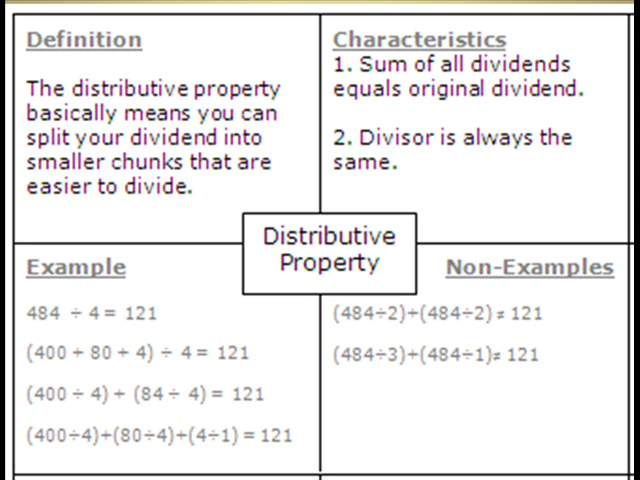 Definition
The distributive property
basically means you can
split your dividend into
smaller chunks that are
easier to divide.
Characteristics
1. Sum of all dividends
equals original dividend.
2. Divisor is always the
same.
Distributive
Property
Example
484 ÷ 4 = 121
(400 + 80 + 4) ÷ 4 = 121
(400 ÷ 4) + (84 ÷ 4) = 121
(400÷4)+(80÷4)+(4÷1) = 121
Non-Examples
(484÷2)+(484÷2) ≠ 121
(484÷3)+(484÷1)≠ 121